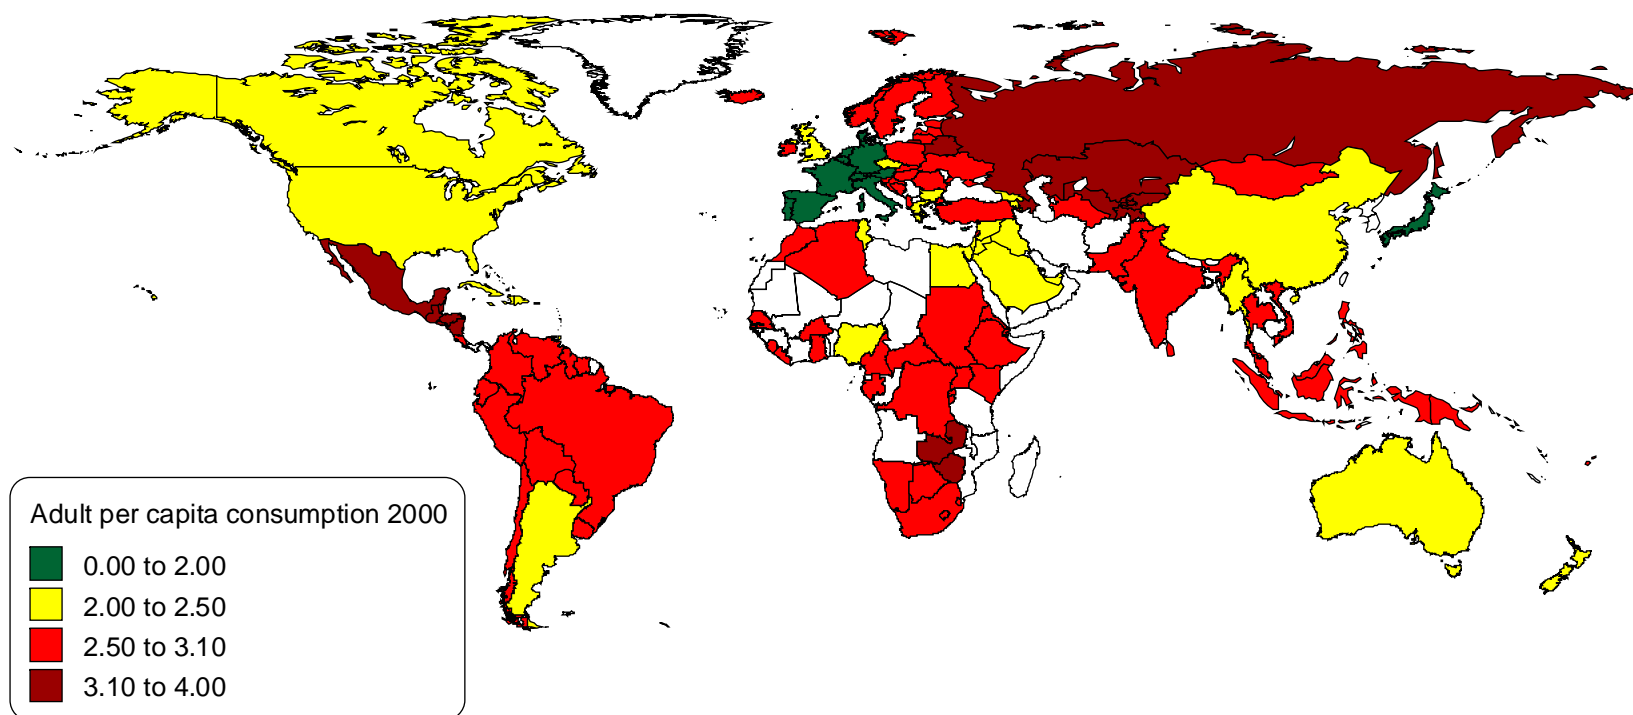 Adult per capita consumption 2000
0.00 to 2.00
2.00 to 2.50
2.50 to 3.10
3.10 to 4.00